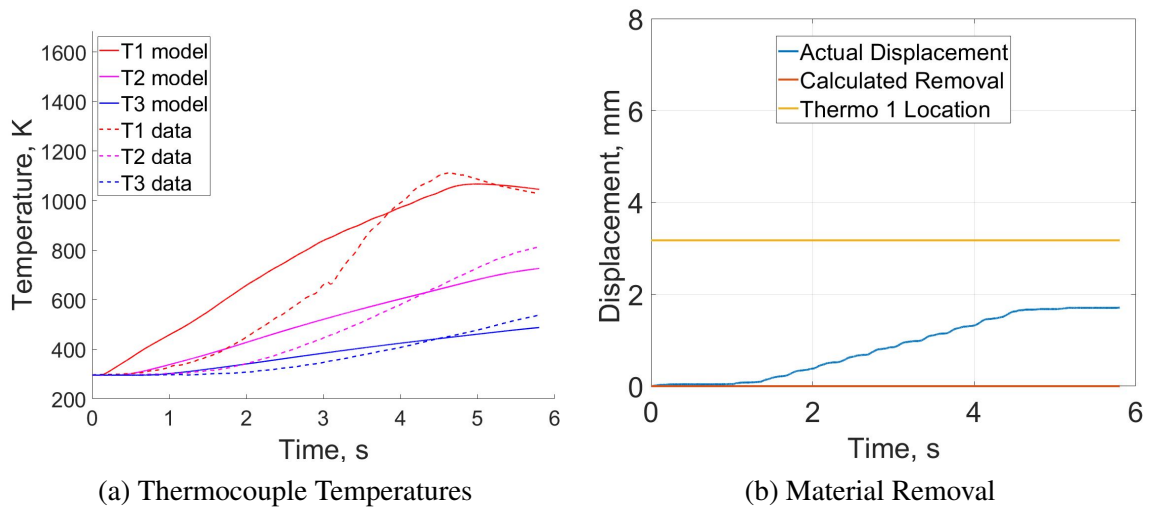 1600
1400
1200
1000
800
600
400
200
0
1
2
3
4
5
6
Temperature, K
Time, s
T1 model
T2 model
T3 model
T1 data
T2 data
T3 data
(a) Thermocouple Temperatures
8
6
4
2
0
0
2
4
6
Displacement, mm
Time, s
Actual Displacement
Calculated Removal
Thermo 1 Location
(b) Material Removal